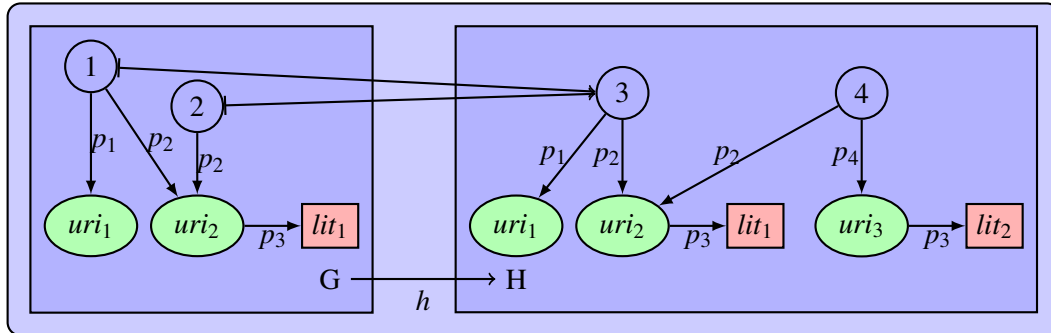 1
2
3
4
p₁
p₂
p₂
p₁
p₂
p₂
p₄
uri₁
uri₂
p₃
lit₁
uri₁
uri₂
p₃
lit₁
uri₃
p₃
lit₂
G
h
H